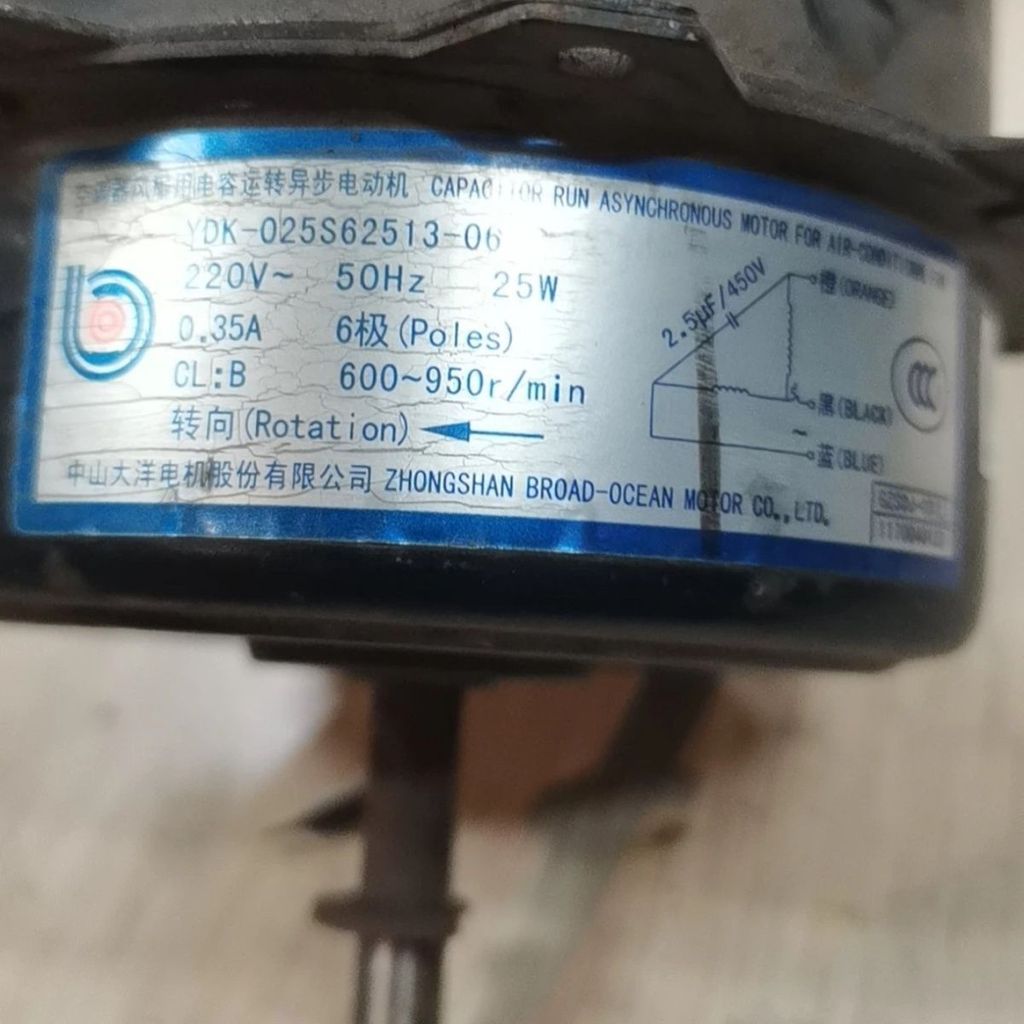 空调器风扇用电容运转异步电动机 CAPACITOR RUN ASYNCHRONOUS MOTOR FOR AIR-CONDITIONER
YDK-025S62513-06
220V~ 50Hz 25W
0.35A 6极(Poles)
CL:B 600~950r/min
转向(Rotation)
中山大洋电机股份有限公司 ZHONGSHAN BROAD-OCEAN MOTOR CO.,LTD.
2.5μF/450V
橙(ORANGE)
黑(BLACK)
~
蓝(BLUE)
CCC